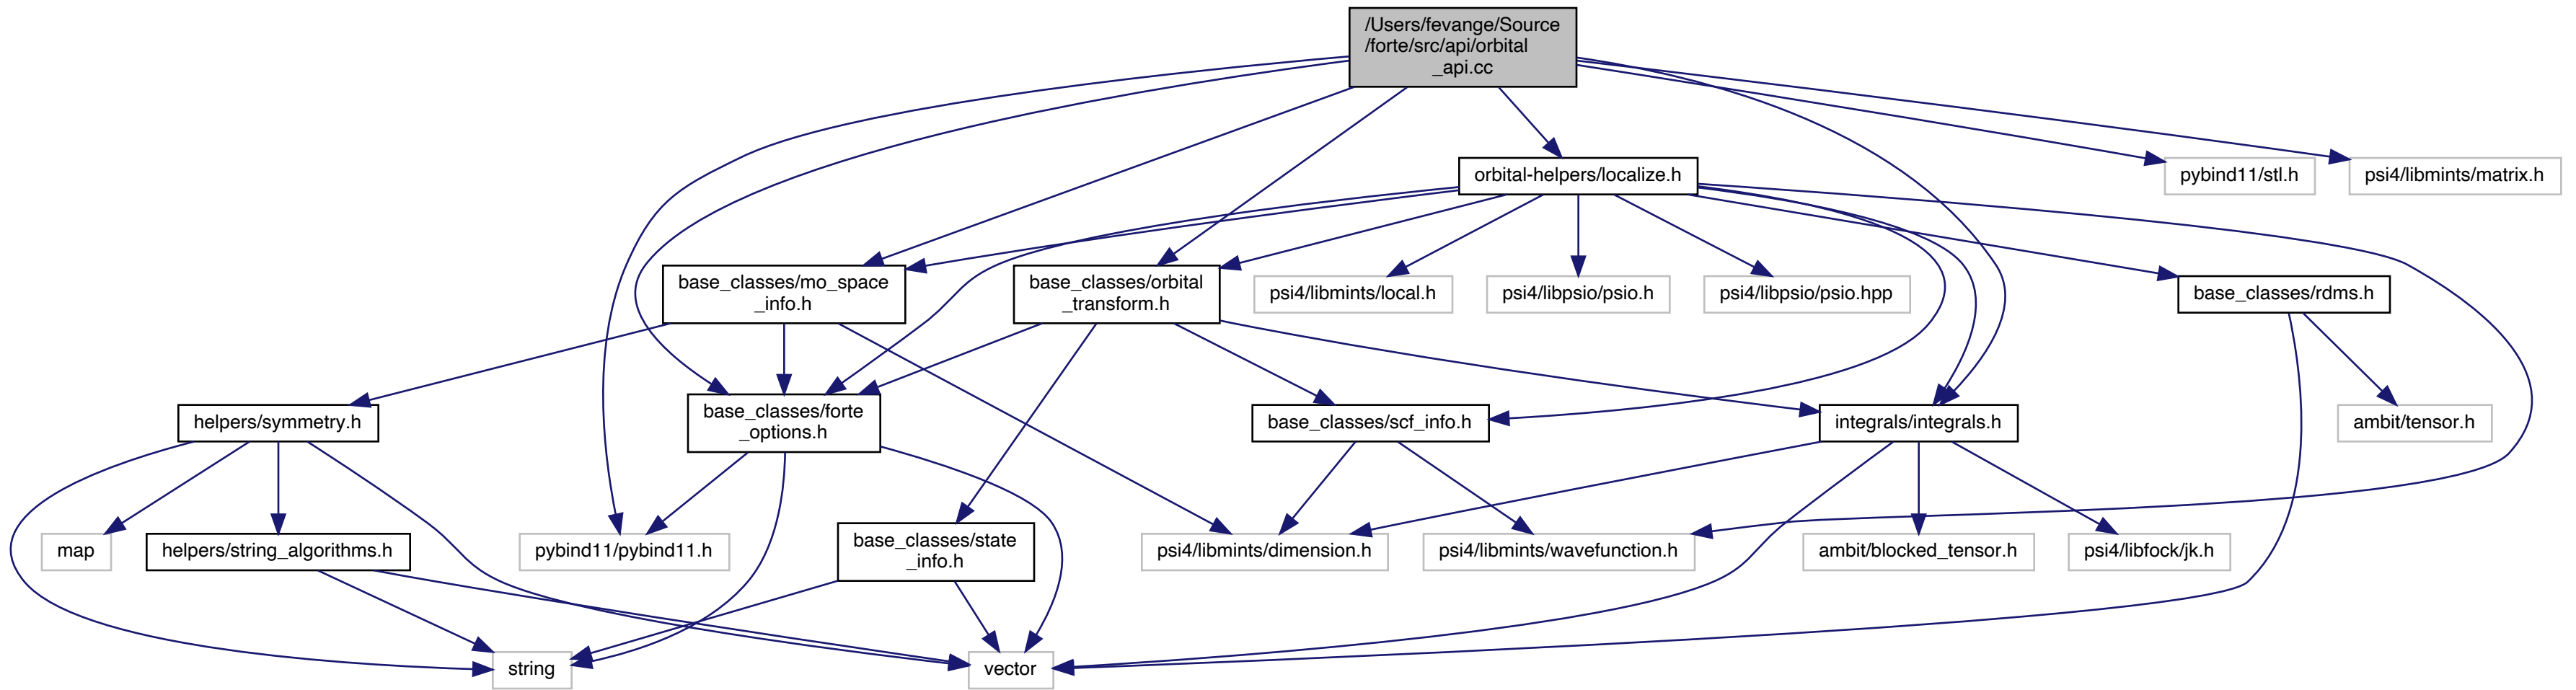 /Users/fevange/Source
/forte/src/api/orbital
_api.cc
orbital-helpers/localize.h
pybind11/stl.h
psi4/libmints/matrix.h
base_classes/mo_space
_info.h
base_classes/orbital
_transform.h
psi4/libmints/local.h
psi4/libpsio/psio.h
psi4/libpsio/psio.hpp
base_classes/rdms.h
helpers/symmetry.h
base_classes/forte
_options.h
base_classes/scf_info.h
integrals/integrals.h
ambit/tensor.h
map
helpers/string_algorithms.h
pybind11/pybind11.h
base_classes/state
_info.h
psi4/libmints/dimension.h
psi4/libmints/wavefunction.h
ambit/blocked_tensor.h
psi4/libfock/jk.h
string
vector